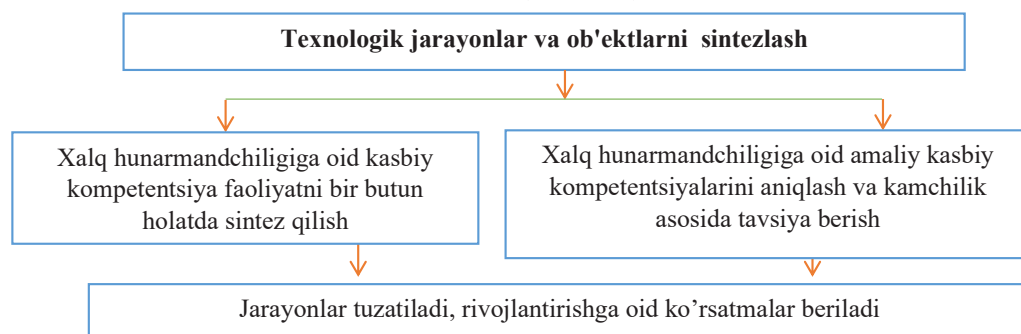 Texnologik jarayonlar va ob'ektlarni sintezlash
Xalq hunarmandchiligiga oid kasbiy
kompetentsiya faoliyatni bir butun
holatda sintez qilish
Xalq hunarmandchiligiga oid amaliy kasbiy
kompetentsiyalarini aniqlash va kamchilik
asosida tavsiya berish
Jarayonlar tuzatiladi, rivojlantirishga oid ko’rsatmalar beriladi